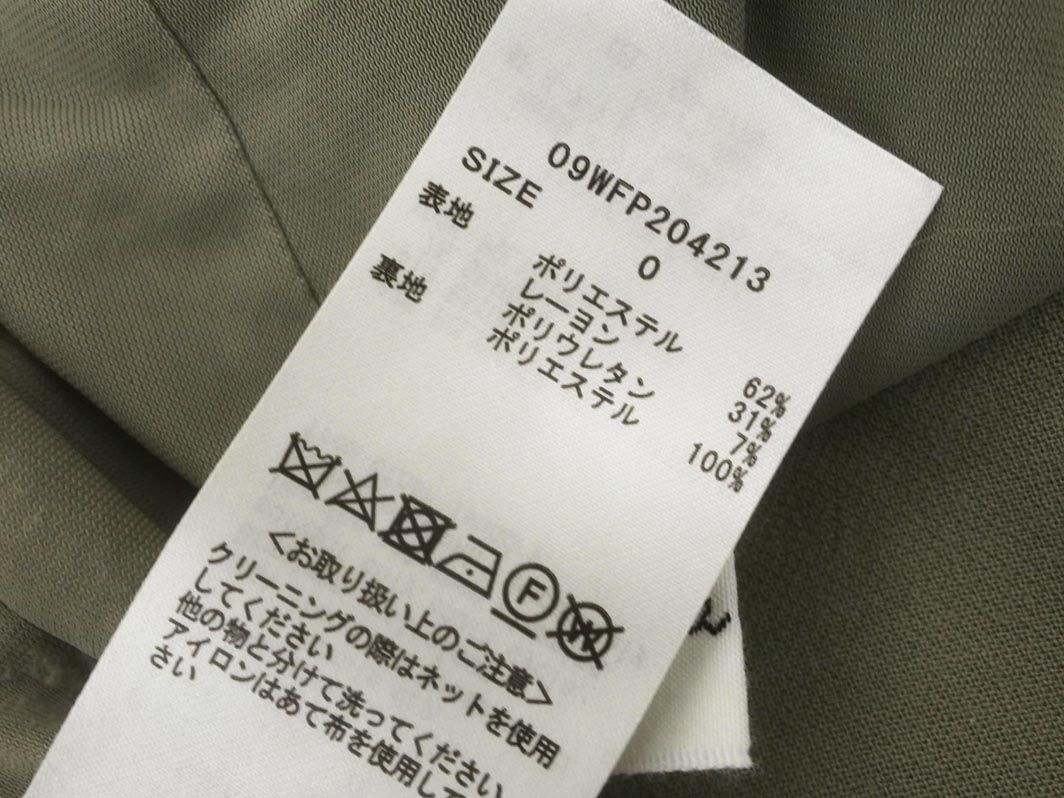 09WFP204213
SIZE 0
表地 ポリエステル 62%
レーヨン 31%
ポリウレタン 7%
裏地 ポリエステル 100%
F
W
<お取り扱い上のご注意>
クリーニングの際はネットを使用
してください
他の物と分けて洗ってください
アイロンはあて布を使用して
さい